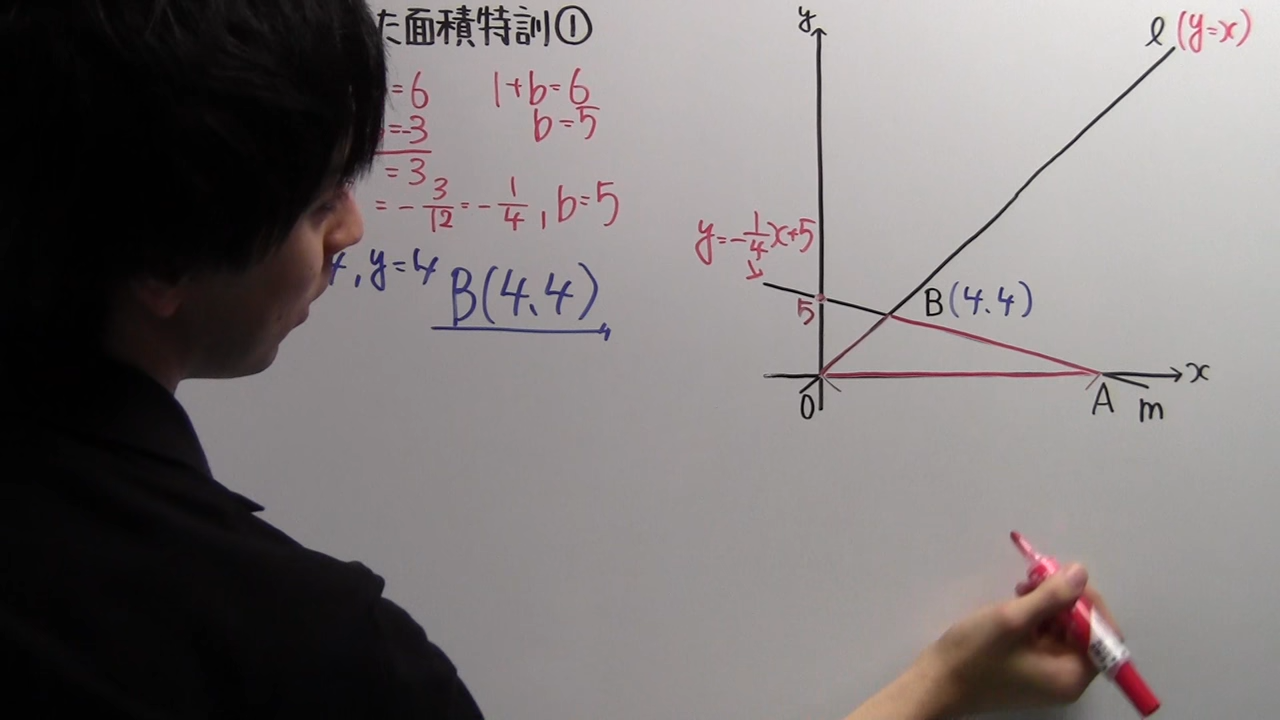 た面積特訓①
=6 1+b=6
=-3 b=5
=3
=-3/12=-1/4, b=5
4, y=4 B(4.4)
y
l (y=x)
y=-1/4x+5
5
B(4.4)
x
O
A
m